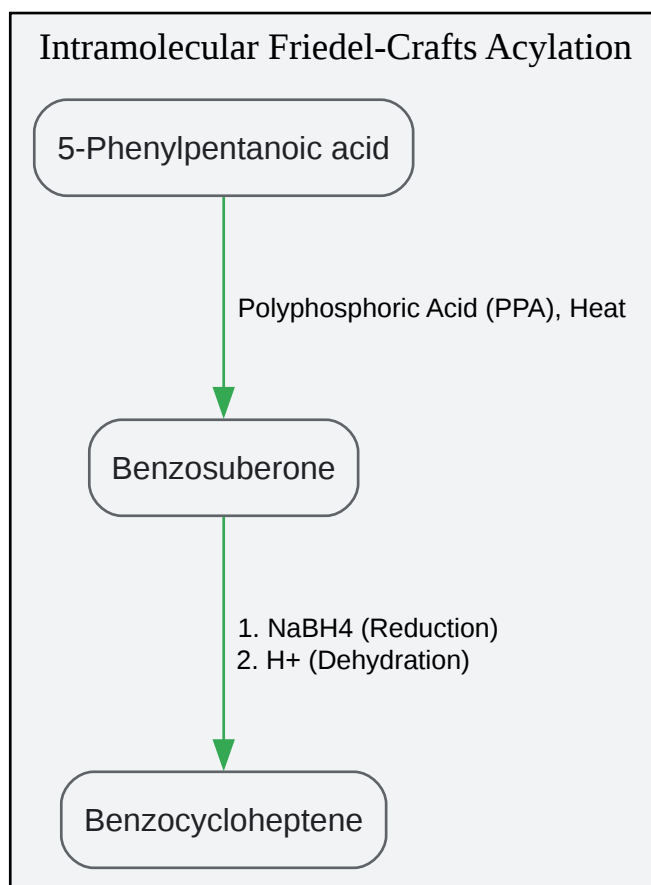 Intramolecular Friedel-Crafts Acylation
5-Phenylpentanoic acid
Polyphosphoric Acid (PPA), Heat
Benzosuberone
1. NaBH4 (Reduction)
2. H+ (Dehydration)
Benzocycloheptene